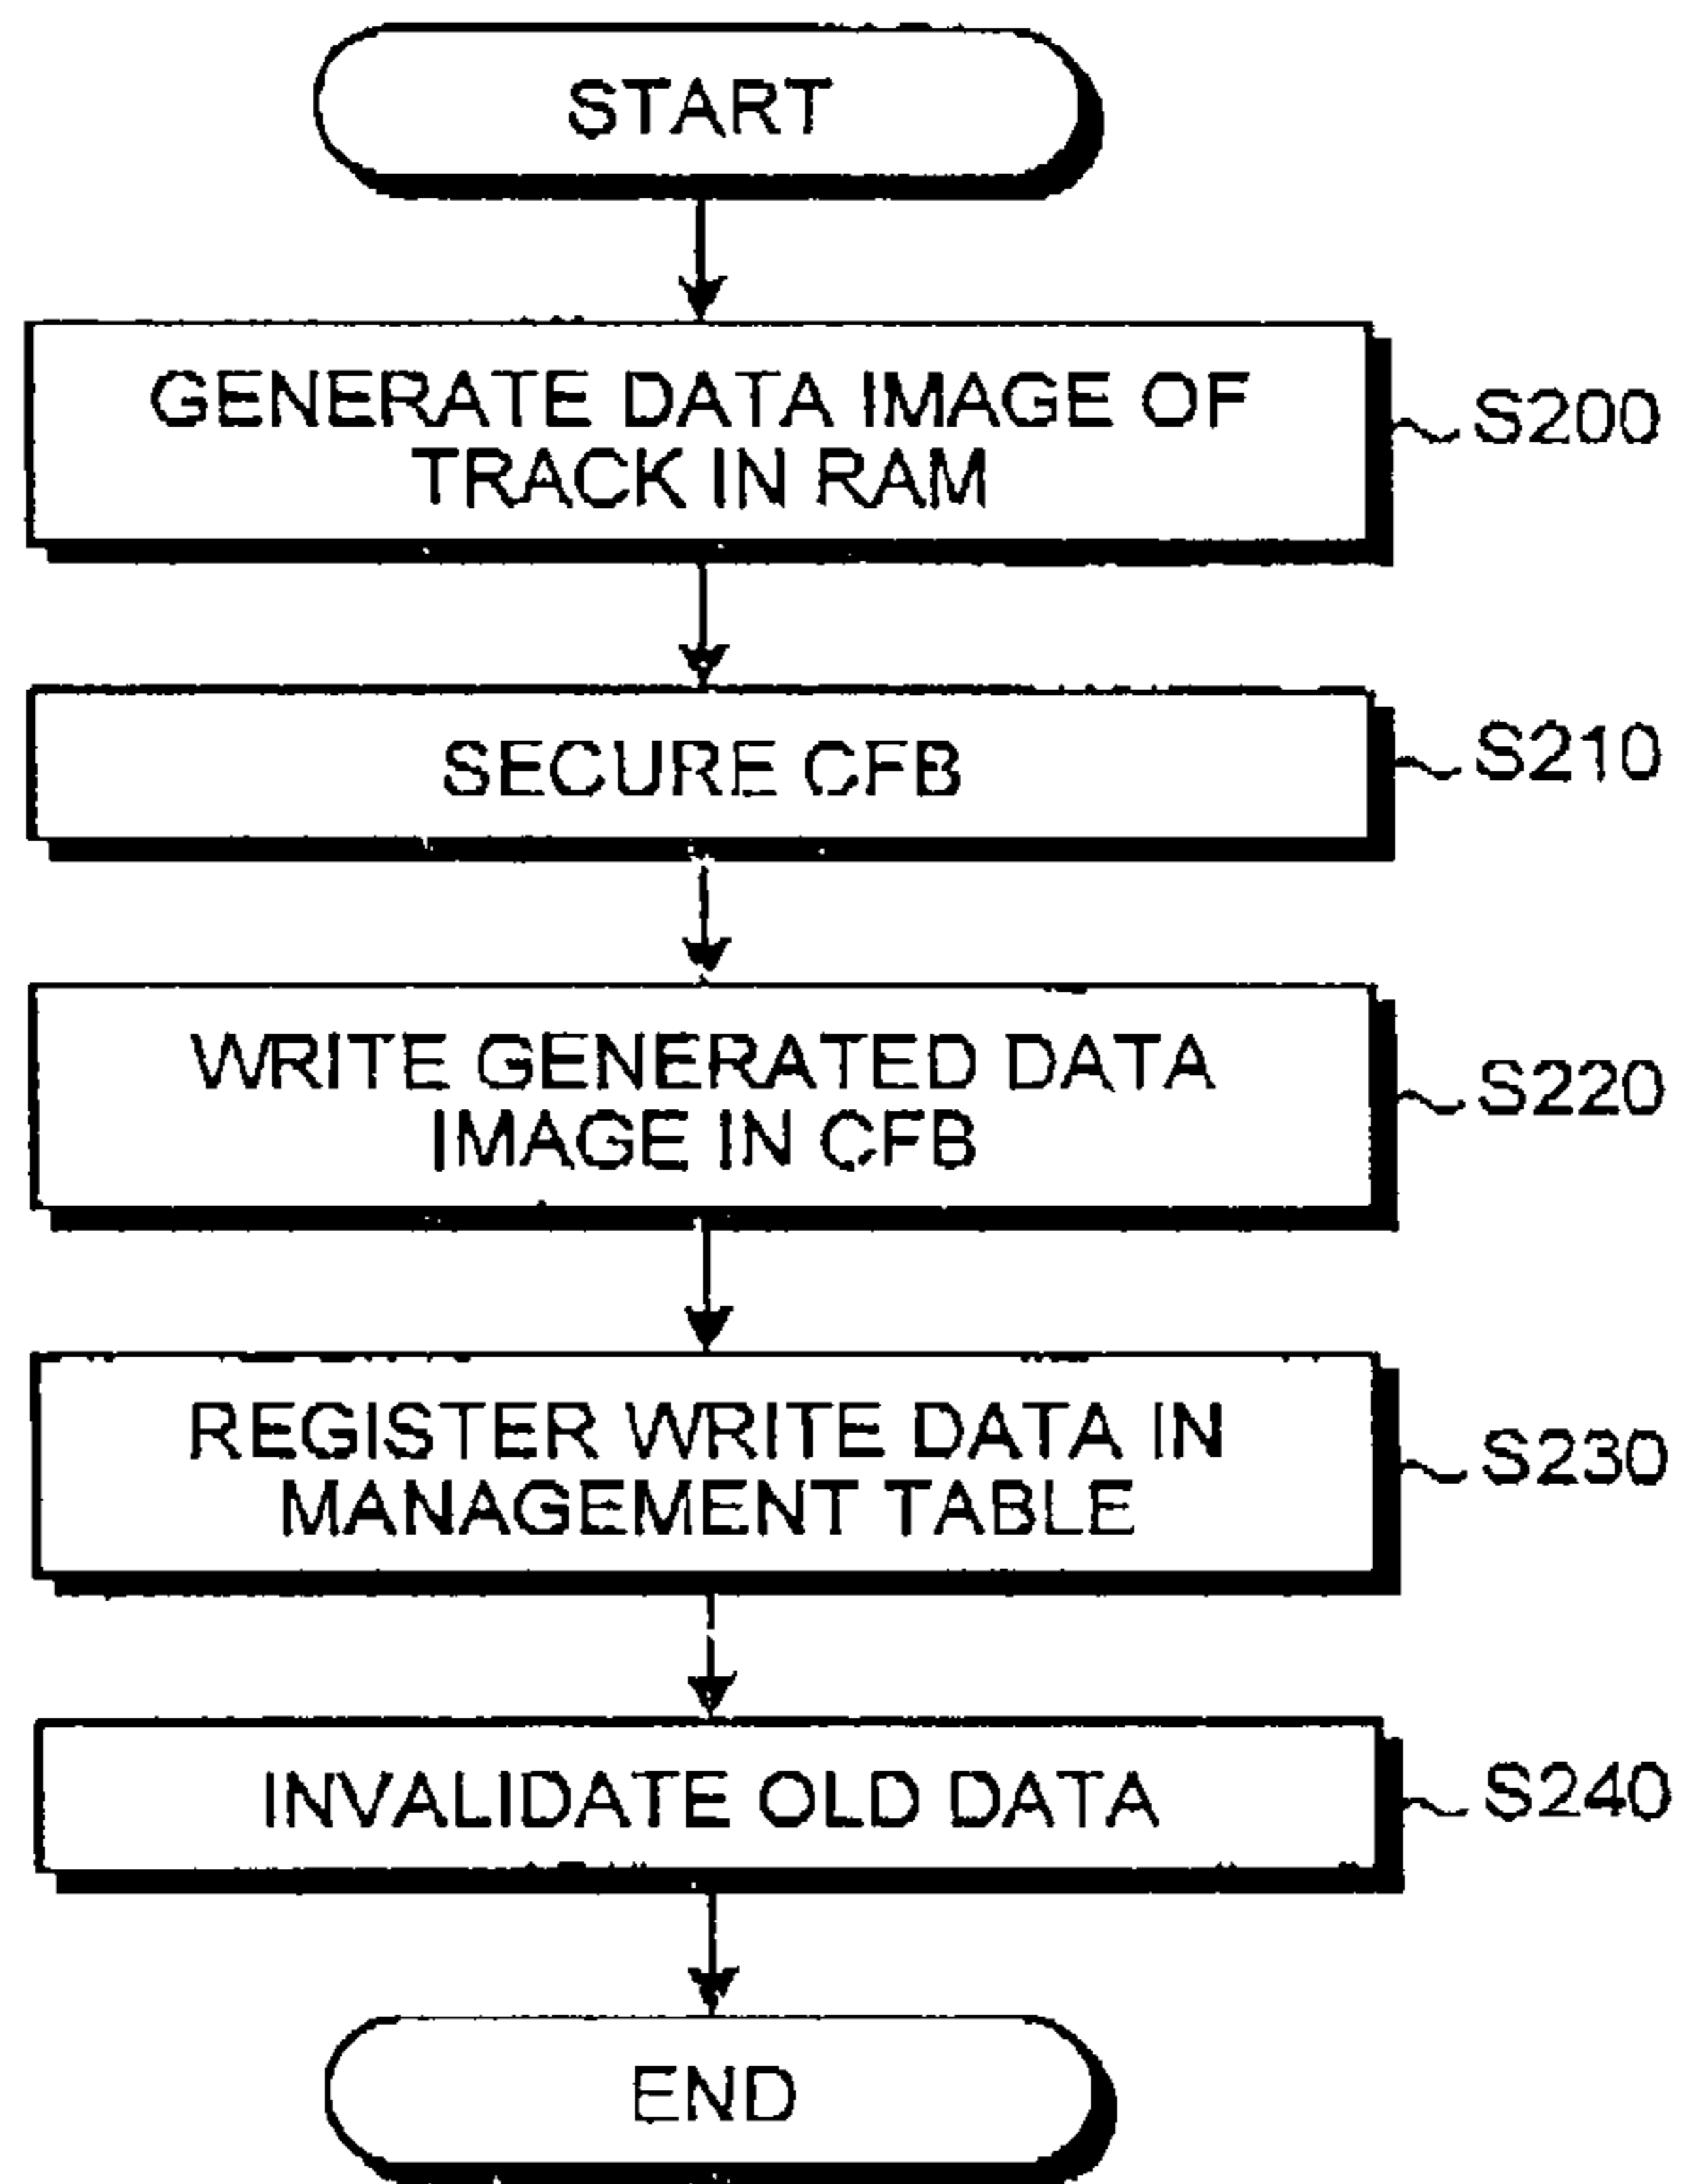 START
GENERATE DATA IMAGE OF
TRACK IN RAM
S200
SECURE CFB
S210
WRITE GENERATED DATA
IMAGE IN CFB
S220
REGISTER WRITE DATA IN
MANAGEMENT TABLE
S230
INVALIDATE OLD DATA
S240
END